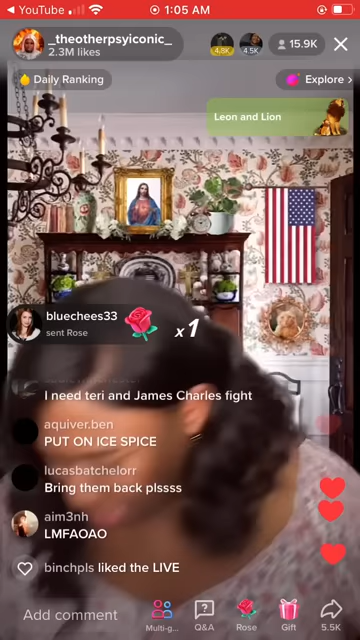 YouTube
1:05 AM
_theotherpsyiconic_
2.3M likes
4.8K
4.5K
15.9K
Daily Ranking
Explore
Leon and Lion
bluechees33
sent Rose
x1
I need teri and James Charles fight
aquiver.ben
PUT ON ICE SPICE
lucasbatchelorr
Bring them back plssss
aim3nh
LMFAOAO
binchpls liked the LIVE
Add comment
Multi-g...
Q&A
Rose
Gift
5.5K